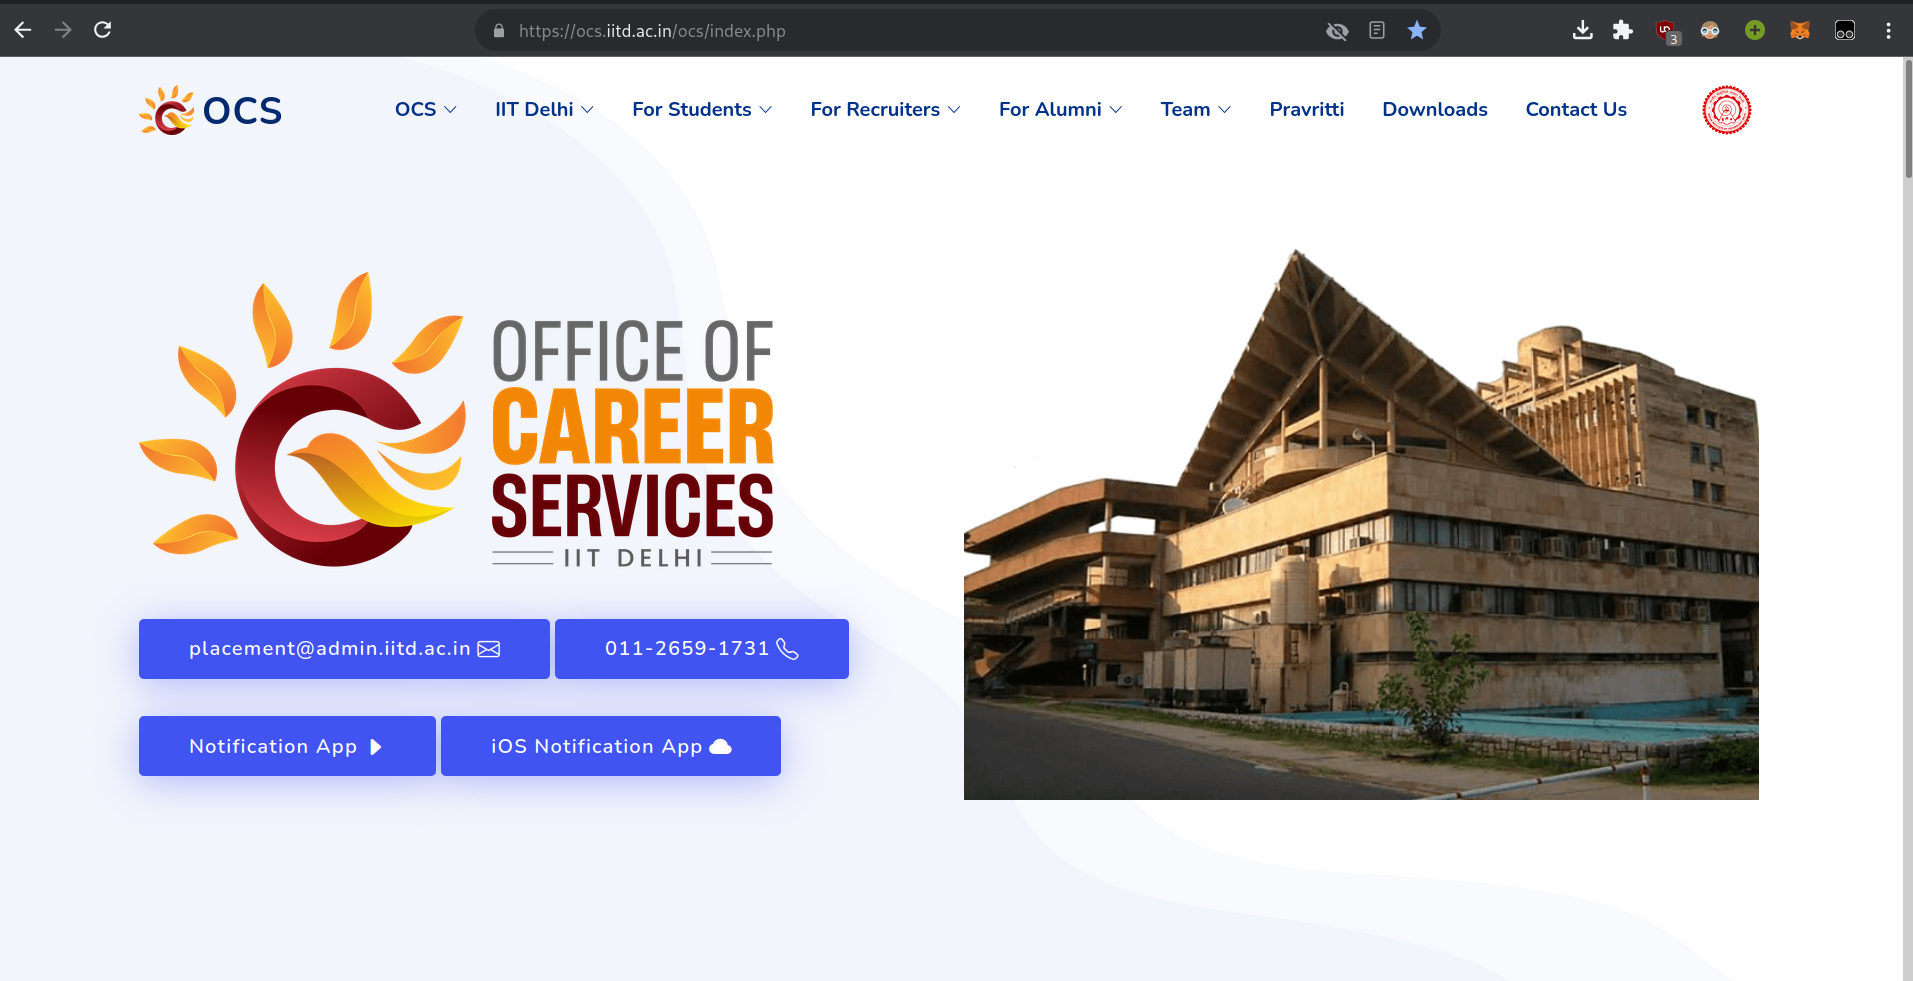 https://ocs.iitd.ac.in/ocs/index.php
3
OCS
OCS
IIT Delhi
For Students
For Recruiters
For Alumni
Team
Pravritti
Downloads
Contact Us
OFFICE OF
CAREER
SERVICES
IIT DELHI
placement@admin.iitd.ac.in
011-2659-1731
Notification App
iOS Notification App